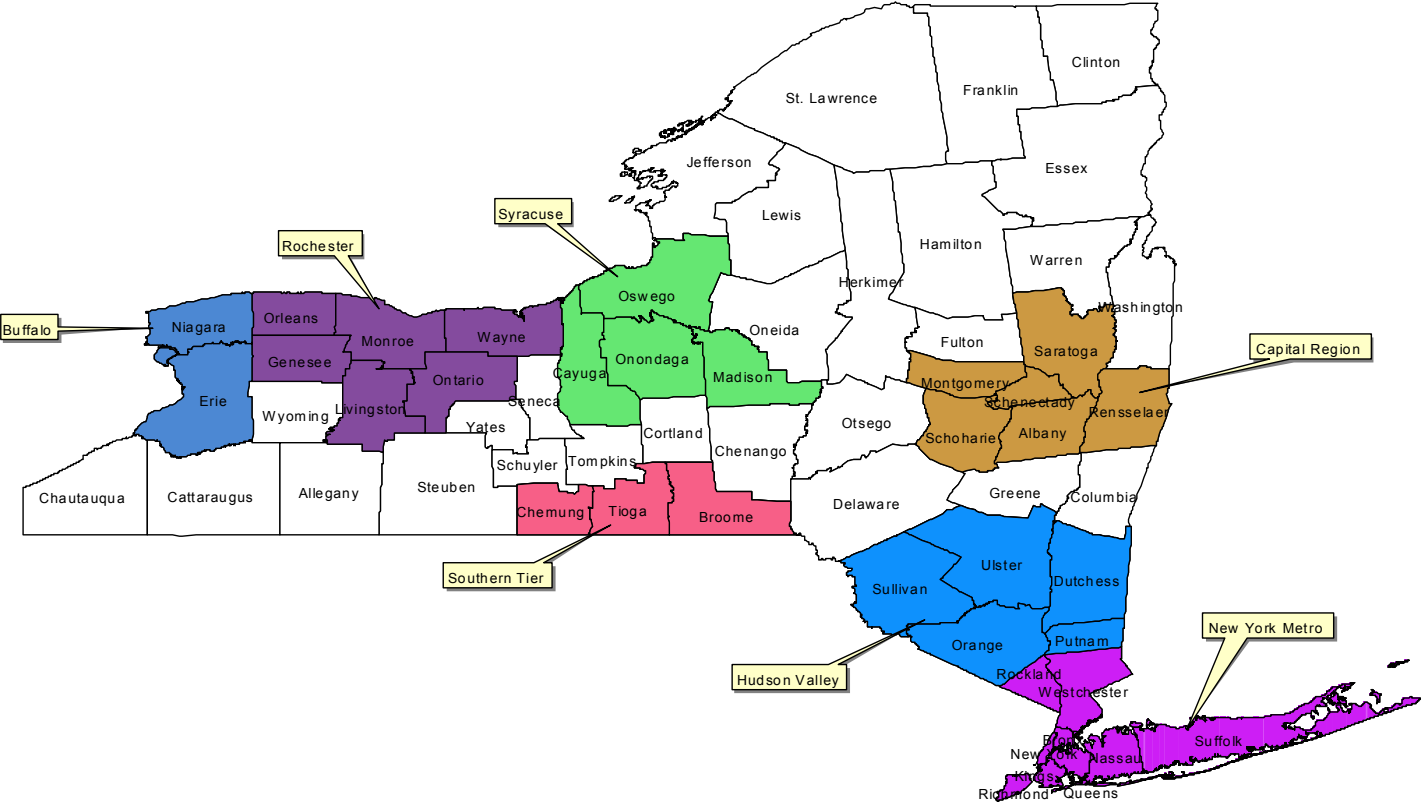 Clinton
Franklin
St. Lawrence
Jefferson
Essex
Syracuse
Lewis
Rochester
Hamilton
Warren
Herkimer
Oswego
Washington
Buffalo
Niagara
Orleans
Monroe
Wayne
Oneida
Fulton
Capital Region
Saratoga
Genesee
Onondaga
Cayuga
Madison
Ontario
Montgomery
Erie
Seneca
Schenectady
Wyoming
Livingston
Rensselaer
Yates
Cortland
Otsego
Schoharie
Albany
Chenango
Schuyler
Tompkins
Steuben
Allegany
Chautauqua
Cattaraugus
Greene
Columbia
Delaware
Chemung
Tioga
Broome
Southern Tier
Ulster
Sullivan
Dutchess
New York Metro
Orange
Putnam
Hudson Valley
Rockland
Westchester
Bronx
Suffolk
New York
Nassau
Kings
Richmond
Queens